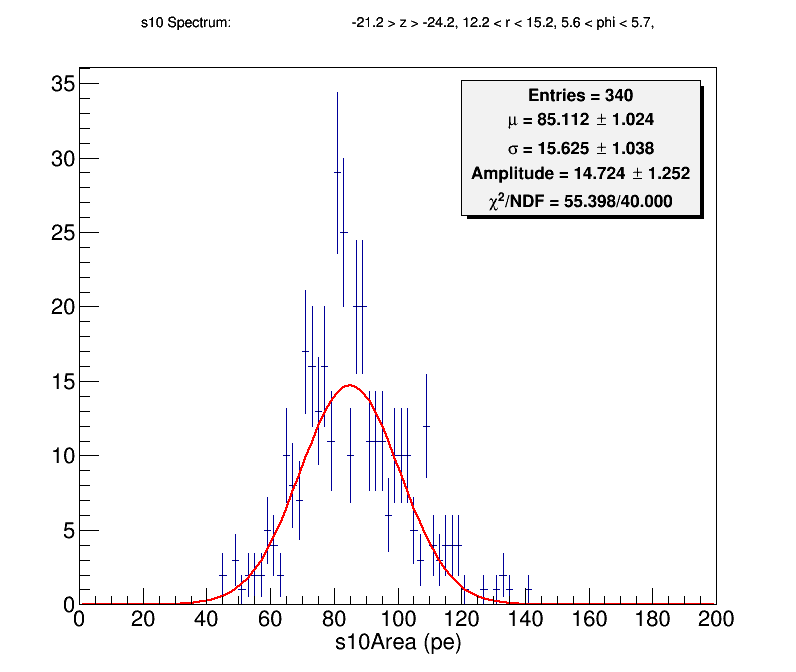 s10 Spectrum: -21.2 > z > -24.2, 12.2 < r < 15.2, 5.6 < phi < 5.7,
35
Entries = 340
μ = 85.112 ± 1.024
σ = 15.625 ± 1.038
Amplitude = 14.724 ± 1.252
χ²/NDF = 55.398/40.000
30
25
20
15
10
5
0
0 20 40 60 80 100 120 140 160 180 200
s10Area (pe)